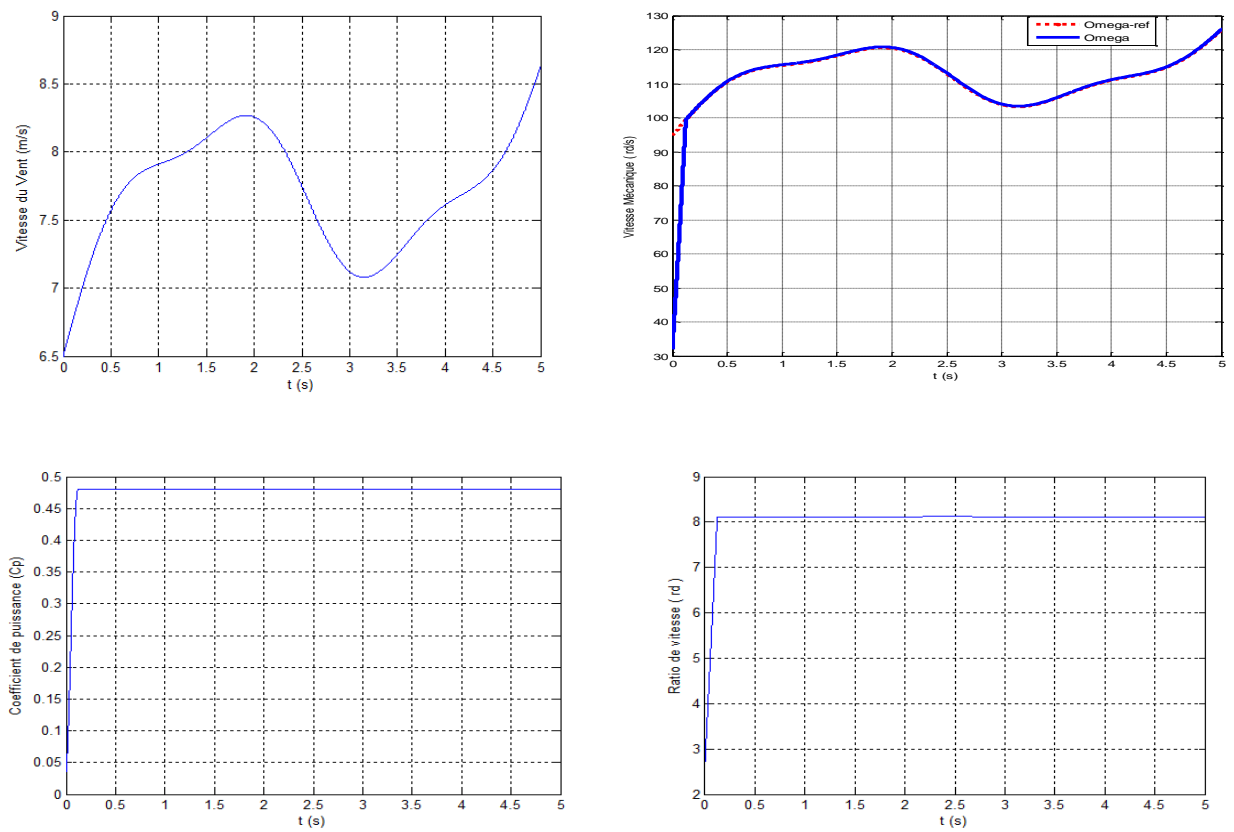 Vitesse du Vent (m/s)
9
8.5
8
7.5
7
6.5
0 0.5 1 1.5 2 2.5 3 3.5 4 4.5 5
t (s)
Vitesse Mécanique ( rd/s)
130
120
110
100
90
80
70
60
50
40
30
Omega-ref
Omega
0 0.5 1 1.5 2 2.5 3 3.5 4 4.5 5
t (s)
Coefficient de puissance (Cp)
0.5
0.45
0.4
0.35
0.3
0.25
0.2
0.15
0.1
0.05
0
0 0.5 1 1.5 2 2.5 3 3.5 4 4.5 5
t (s)
Ratio de vitesse ( rd )
9
8
7
6
5
4
3
2
0 0.5 1 1.5 2 2.5 3 3.5 4 4.5 5
t (s)